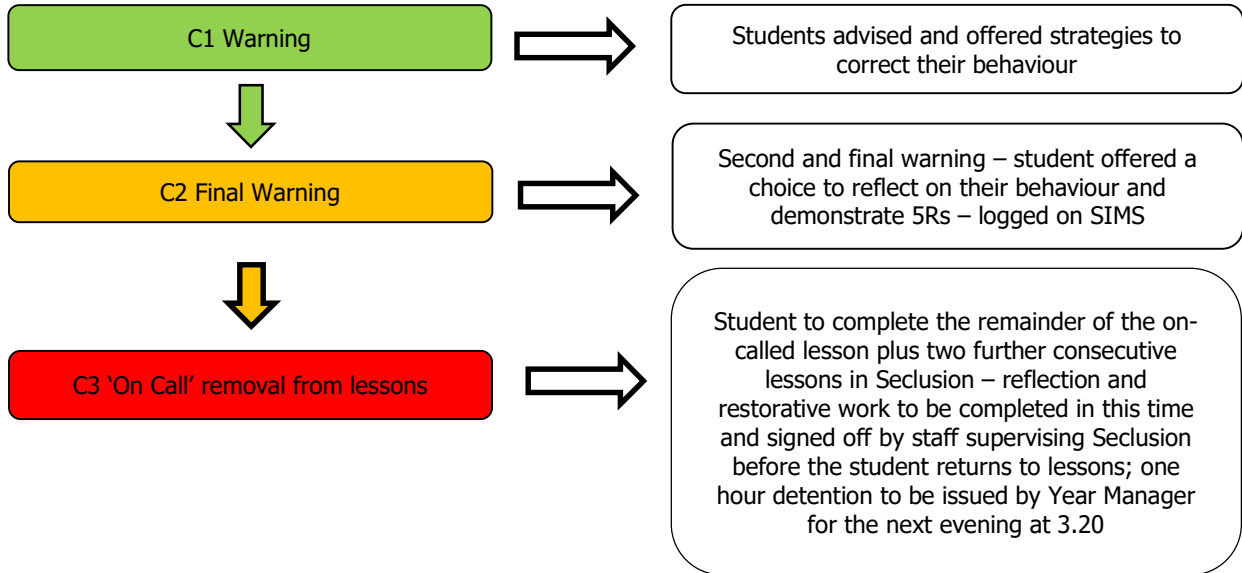 C1 Warning
Students advised and offered strategies to
correct their behaviour
C2 Final Warning
Second and final warning – student offered a
choice to reflect on their behaviour and
demonstrate 5Rs – logged on SIMS
C3 ‘On Call’ removal from lessons
Student to complete the remainder of the on-
called lesson plus two further consecutive
lessons in Seclusion – reflection and
restorative work to be completed in this time
and signed off by staff supervising Seclusion
before the student returns to lessons; one
hour detention to be issued by Year Manager
for the next evening at 3.20